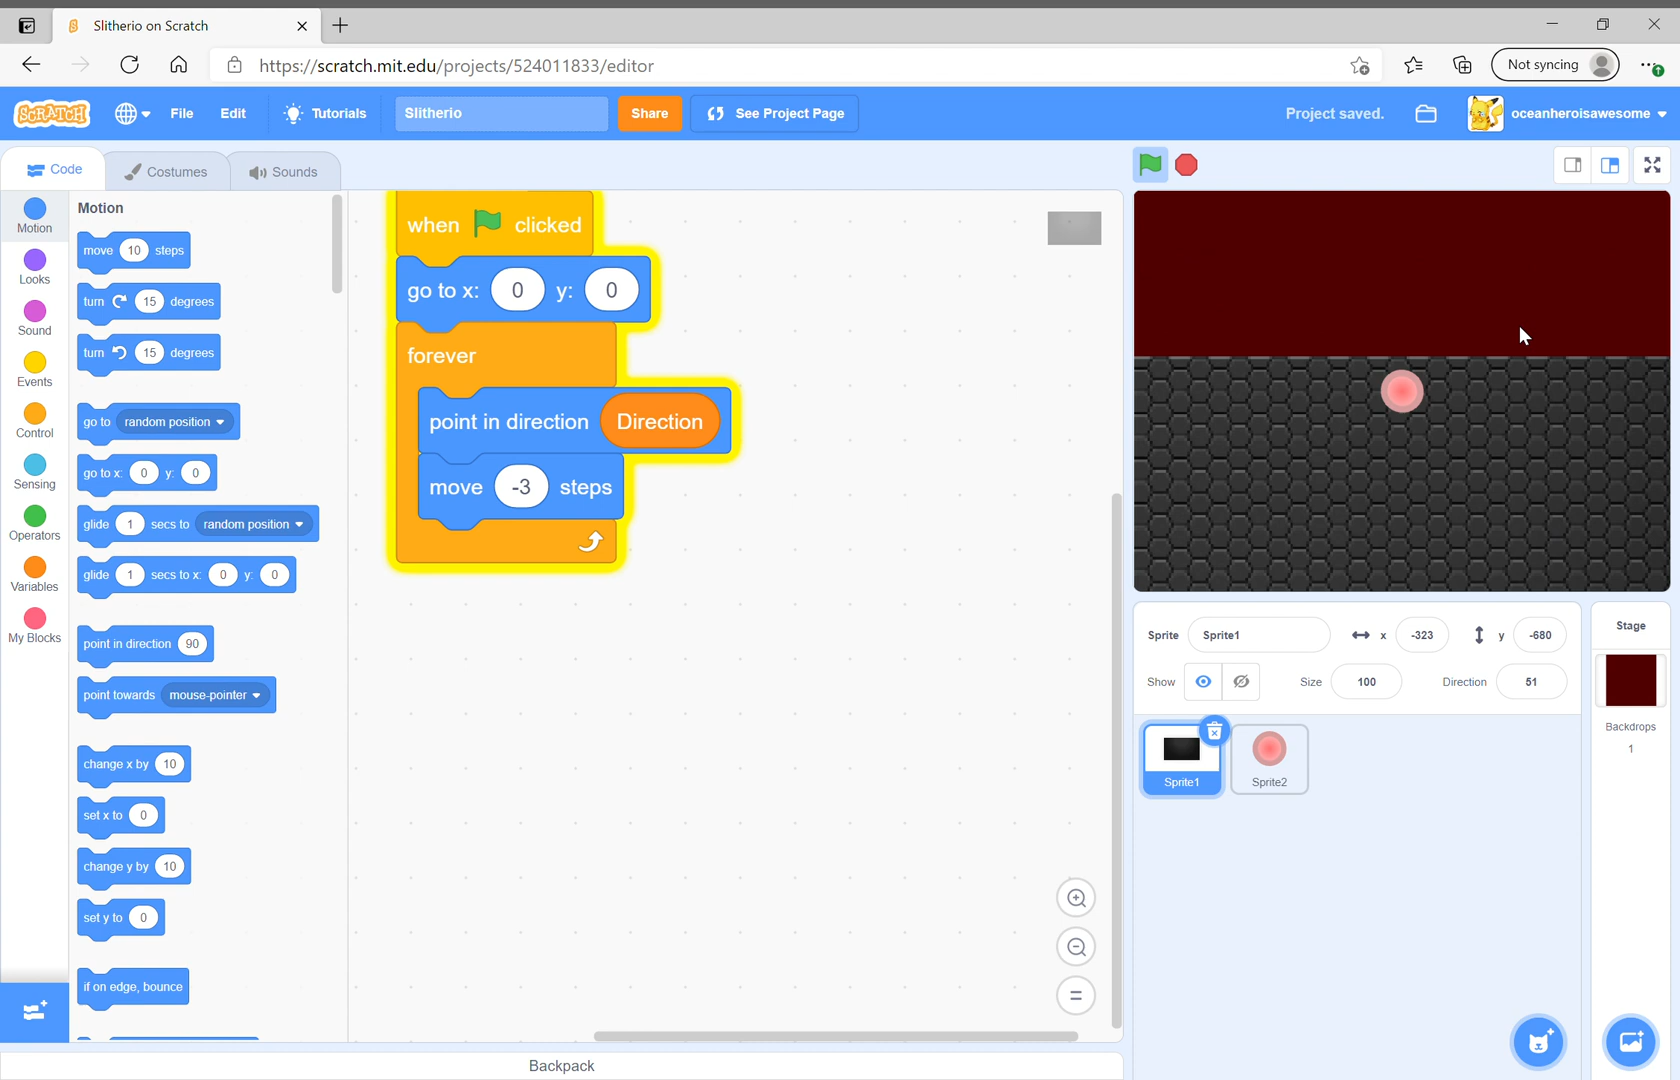 Slitherio on Scratch
https://scratch.mit.edu/projects/524011833/editor
Not syncing
SCRATCH
File
Edit
Tutorials
Slitherio
Share
See Project Page
Project saved.
oceanheroisawesome
Code
Costumes
Sounds
Motion
Looks
Sound
Events
Control
Sensing
Operators
Variables
My Blocks
Motion
move 10 steps
turn 15 degrees
turn 15 degrees
go to random position
go to x: 0 y: 0
glide 1 secs to random position
glide 1 secs to x: 0 y: 0
point in direction 90
point towards mouse-pointer
change x by 10
set x to 0
change y by 10
set y to 0
if on edge, bounce
when clicked
go to x: 0 y: 0
forever
point in direction Direction
move -3 steps
Backpack
Sprite Sprite1 x -323 y -680
Show Size 100 Direction 51
Sprite1
Sprite2
Stage
Backdrops
1